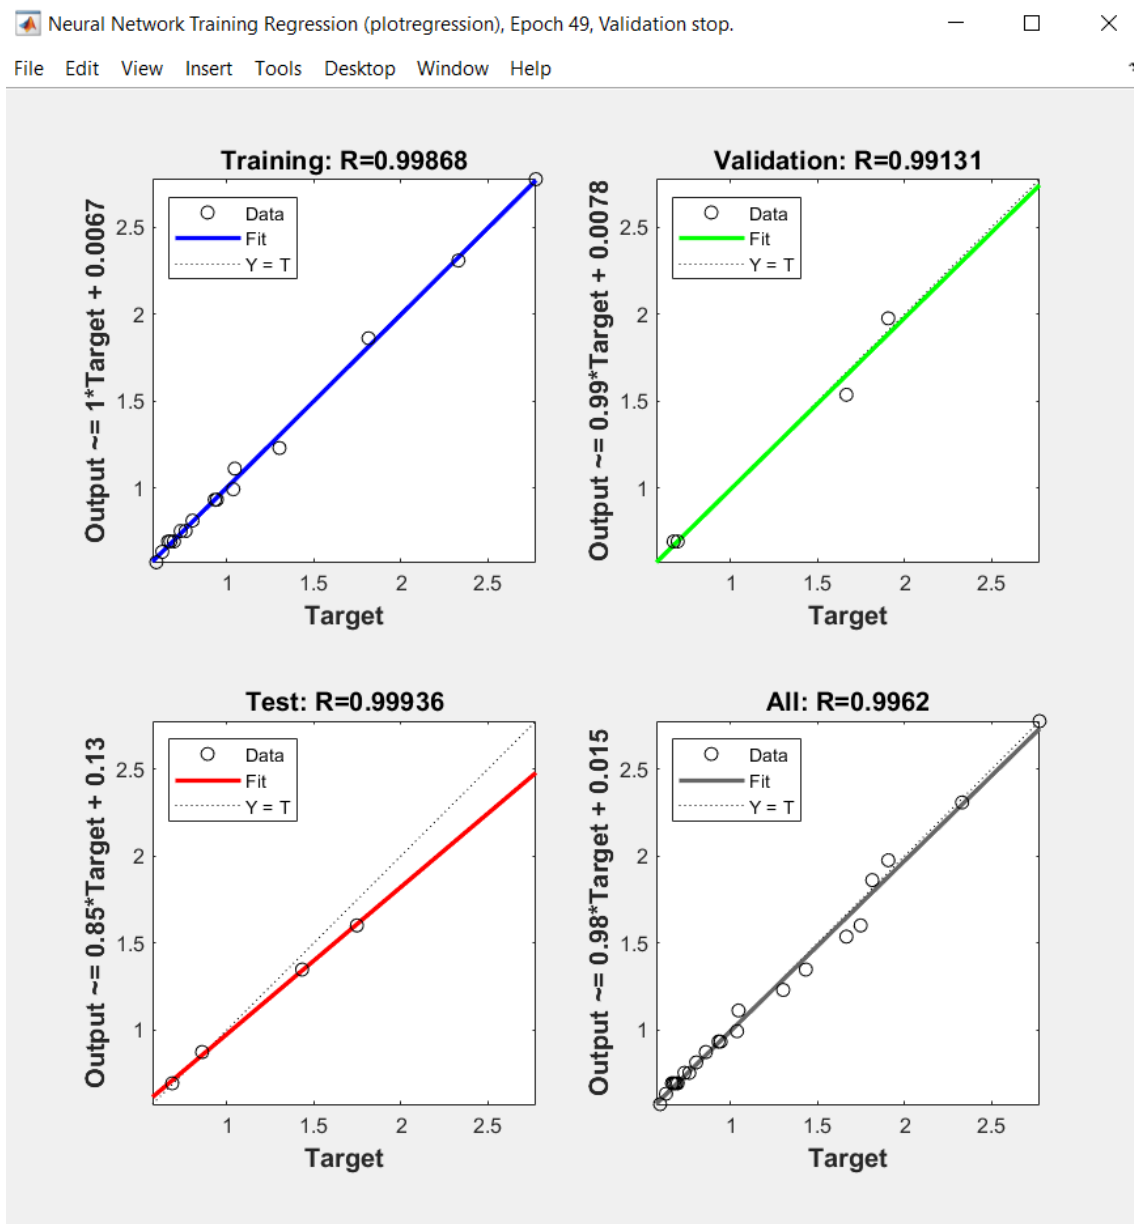 Neural Network Training Regression (plotregression), Epoch 49, Validation stop.
File Edit View Insert Tools Desktop Window Help
Training: R=0.99868
Output ~= 1*Target + 0.0067
Data
Fit
Y = T
2.5
2
1.5
1
1 1.5 2 2.5
Target
Validation: R=0.99131
Output ~= 0.99*Target + 0.0078
Data
Fit
Y = T
2.5
2
1.5
1
1 1.5 2 2.5
Target
Test: R=0.99936
Output ~= 0.85*Target + 0.13
Data
Fit
Y = T
2.5
2
1.5
1
1 1.5 2 2.5
Target
All: R=0.9962
Output ~= 0.98*Target + 0.015
Data
Fit
Y = T
2.5
2
1.5
1
1 1.5 2 2.5
Target